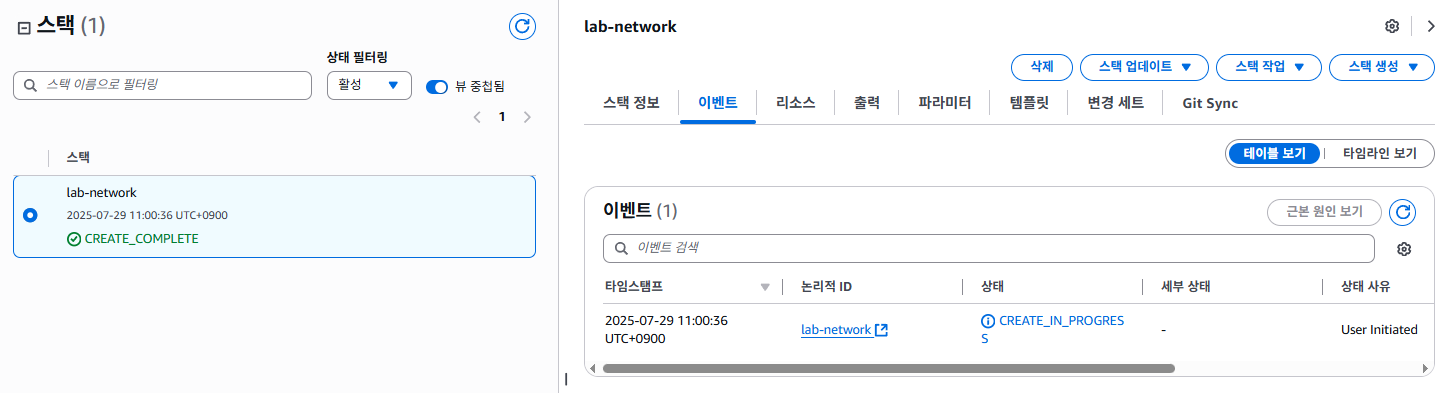 스택 (1)
상태 필터링
스택 이름으로 필터링
활성
뷰 중첩됨
1
스택
lab-network
2025-07-29 11:00:36 UTC+0900
CREATE_COMPLETE
lab-network
삭제
스택 업데이트
스택 작업
스택 생성
스택 정보
이벤트
리소스
출력
파라미터
템플릿
변경 세트
Git Sync
테이블 보기
타임라인 보기
이벤트 (1)
근본 원인 보기
이벤트 검색
타임스탬프
논리적 ID
상태
세부 상태
상태 사유
2025-07-29 11:00:36
UTC+0900
lab-network
CREATE_IN_PROGRES
S
-
User Initiated